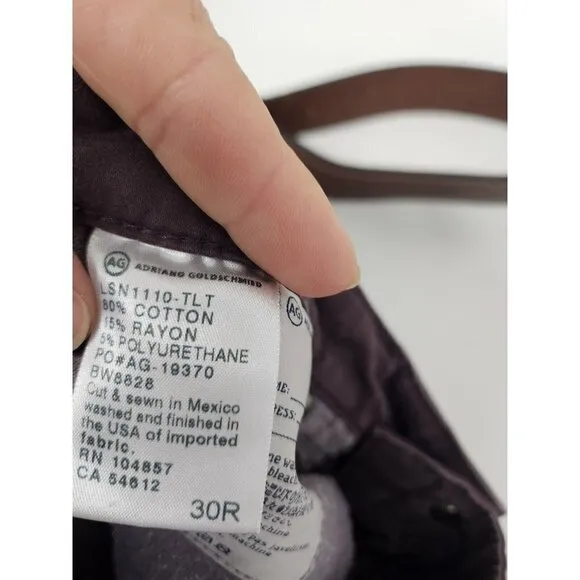 AG ADRIANO GOLDSCHMIED
LSN1110-TLT
80% COTTON
15% RAYON
5% POLYURETHANE
PO#AG-19370
BW8828
Cut & sewn in Mexico
washed and finished in
the USA of imported
fabric.
RN 104857
CA 54612
30R
AG